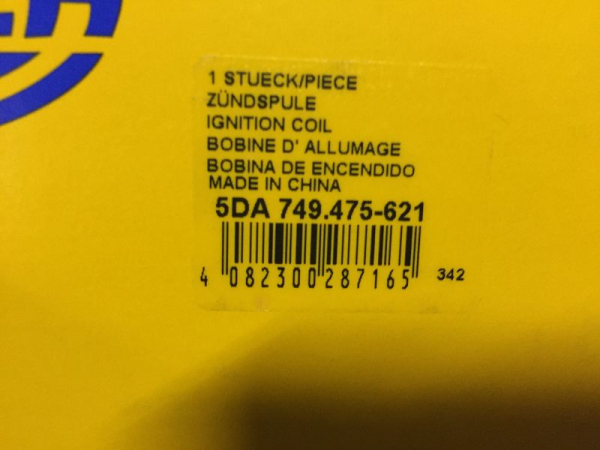 1 STUECK/PIECE
ZÜNDSPULE
IGNITION COIL
BOBINE D' ALLUMAGE
BOBINA DE ENCENDIDO
MADE IN CHINA
5DA 749.475-621
4 082300 287165 342